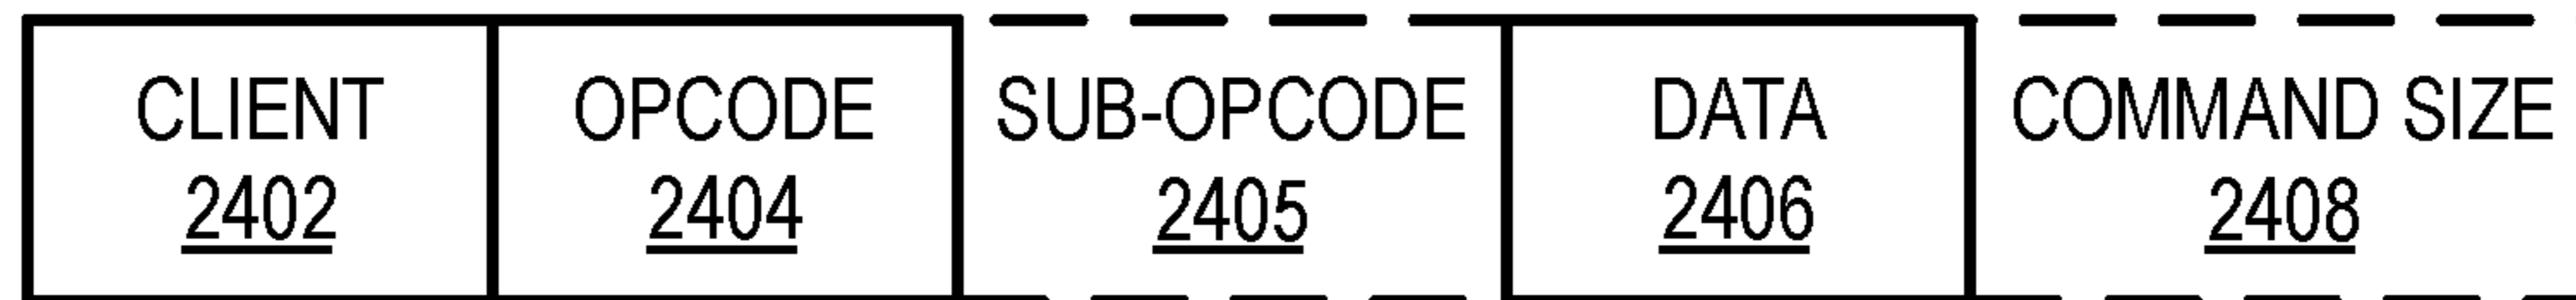 CLIENT
2402
OPCODE
2404
SUB-OPCODE
2405
DATA
2406
COMMAND SIZE
2408